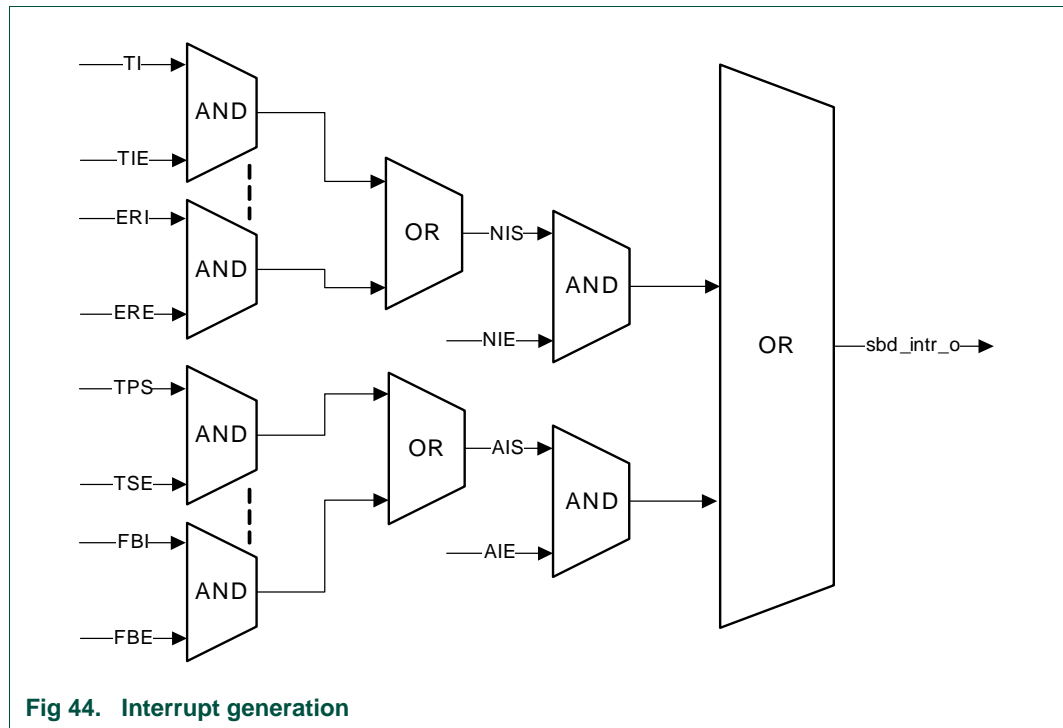 TI
AND
TIE
ERI
AND
ERE
OR
NIS
NIE
AND
TPS
AND
TSE
FBI
AND
FBE
OR
AIS
AIE
AND
OR
sbd_intr_o
Fig 44. Interrupt generation